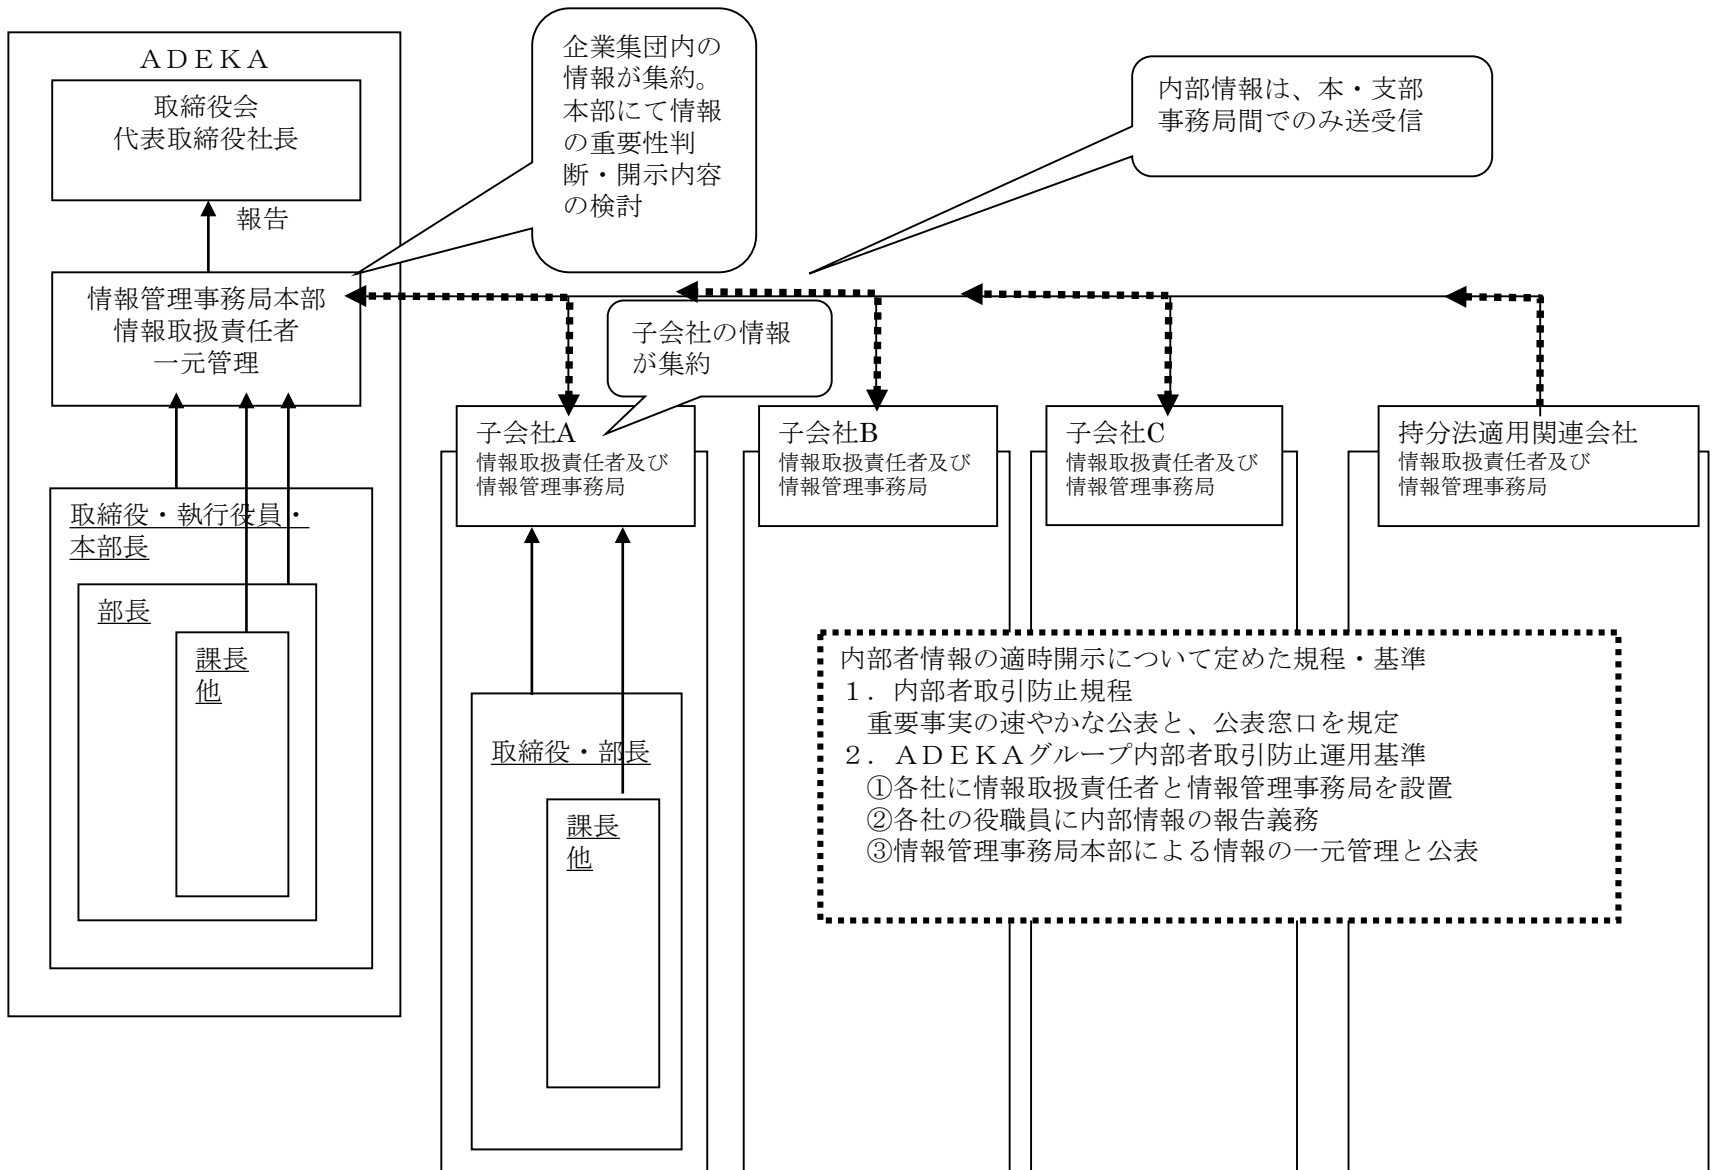 ＡＤＥＫＡ
取締役会
代表取締役社長
報告
情報管理事務局本部
情報取扱責任者
一元管理
取締役・執行役員・
本部長
部長
課長
他
企業集団内の
情報が集約。
本部にて情報
の重要性判
断・開示内容
の検討
内部情報は、本・支部
事務局間でのみ送受信
子会社の情報
が集約
子会社A
情報取扱責任者及び
情報管理事務局
取締役・部長
課長
他
子会社B
情報取扱責任者及び
情報管理事務局
子会社C
情報取扱責任者及び
情報管理事務局
持分法適用関連会社
情報取扱責任者及び
情報管理事務局
内部者情報の適時開示について定めた規程・基準
１．内部者取引防止規程
重要事実の速やかな公表と、公表窓口を規定
２．ＡＤＥＫＡグループ内部者取引防止運用基準
①各社に情報取扱責任者と情報管理事務局を設置
②各社の役職員に内部情報の報告義務
③情報管理事務局本部による情報の一元管理と公表